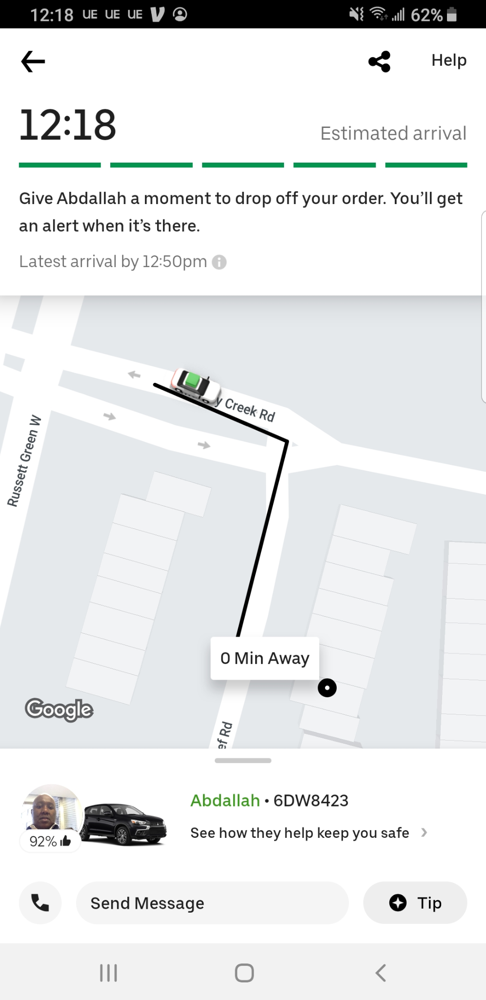 12:18 UE UE UE 62%
Help
12:18
Estimated arrival
Give Abdallah a moment to drop off your order. You’ll get
an alert when it’s there.
Latest arrival by 12:50pm
y Creek Rd
Russett Green W
0 Min Away
Google
ef Rd
Abdallah • 6DW8423
92%
See how they help keep you safe
Send Message
Tip